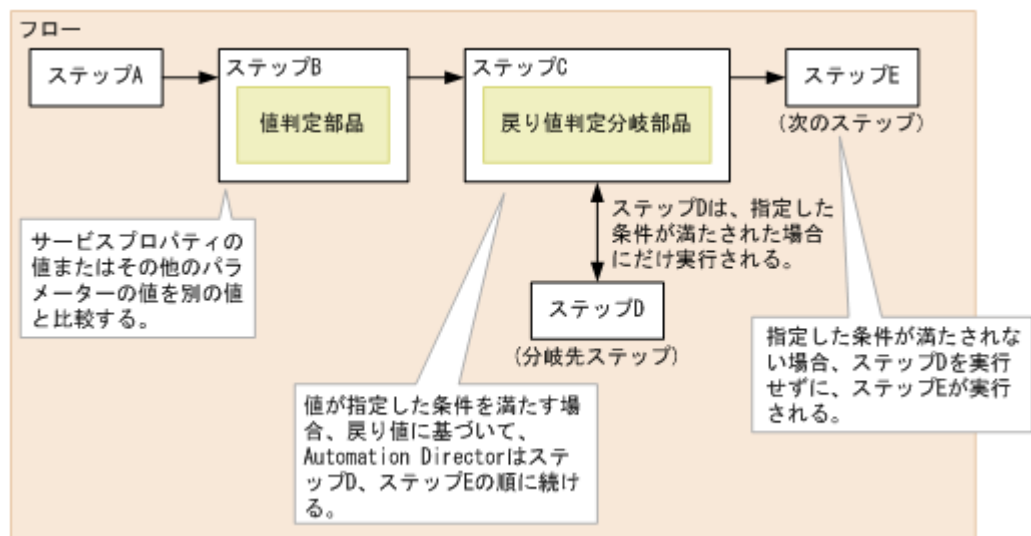 フロー
ステップA
ステップB
値判定部品
ステップC
戻り値判定分岐部品
ステップE
(次のステップ)
サービスプロパティの
値またはその他のパラ
メーターの値を別の値
と比較する。
ステップDは、指定した
条件が満たされた場合
にだけ実行される。
ステップD
(分岐先ステップ)
値が指定した条件を満たす場
合、戻り値に基づいて、
Automation Directorはステ
ップD、ステップEの順に続け
る。
指定した条件が満たされな
い場合、ステップDを実行
せずに、ステップEが実行
される。